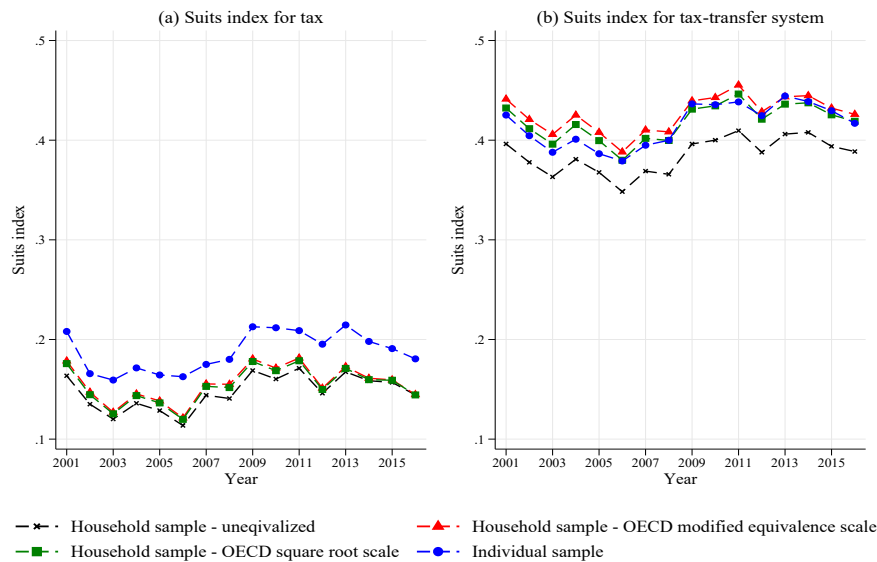 (a) Suits index for tax
(b) Suits index for tax-transfer system
Suits index
.5
.4
.3
.2
.1
2001 2003 2005 2007 2009 2011 2013 2015
Year
Suits index
.5
.4
.3
.2
.1
2001 2003 2005 2007 2009 2011 2013 2015
Year
Household sample - uneqivalized
Household sample - OECD modified equivalence scale
Household sample - OECD square root scale
Individual sample